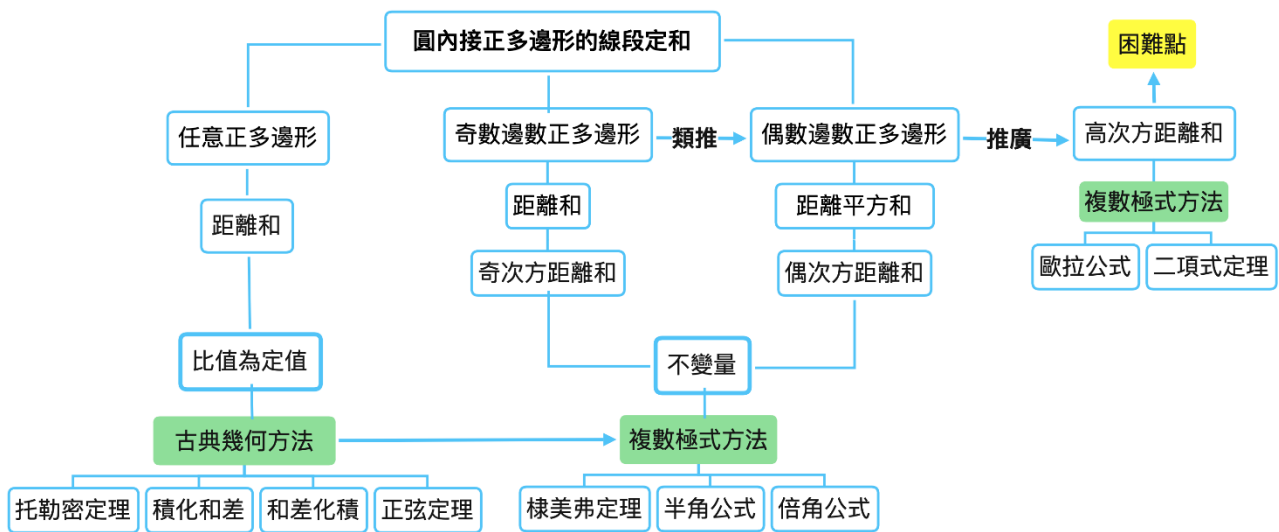 圓內接正多邊形的線段定和
困難點
任意正多邊形
奇數邊數正多邊形
類推
偶數邊數正多邊形
推廣
高次方距離和
距離和
距離和
距離平方和
複數極式方法
奇次方距離和
偶次方距離和
歐拉公式
二項式定理
比值為定值
不變量
古典幾何方法
複數極式方法
托勒密定理
積化和差
和差化積
正弦定理
棣美弗定理
半角公式
倍角公式